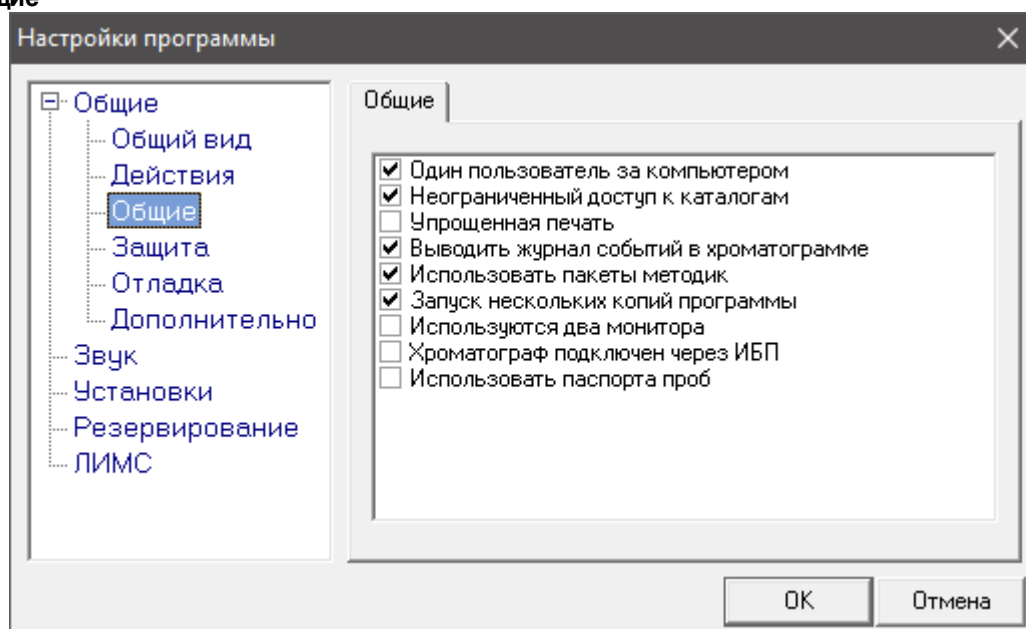 Настройки программы
Общие
Общий вид
Действия
Общие
Защита
Отладка
Дополнительно
Звук
Установки
Резервирование
ЛИМС
Общие
Один пользователь за компьютером
Неограниченный доступ к каталогам
Упрощенная печать
Выводить журнал событий в хроматограмме
Использовать пакеты методик
Запуск нескольких копий программы
Используются два монитора
Хроматограф подключен через ИБП
Использовать паспорта проб
OK
Отмена